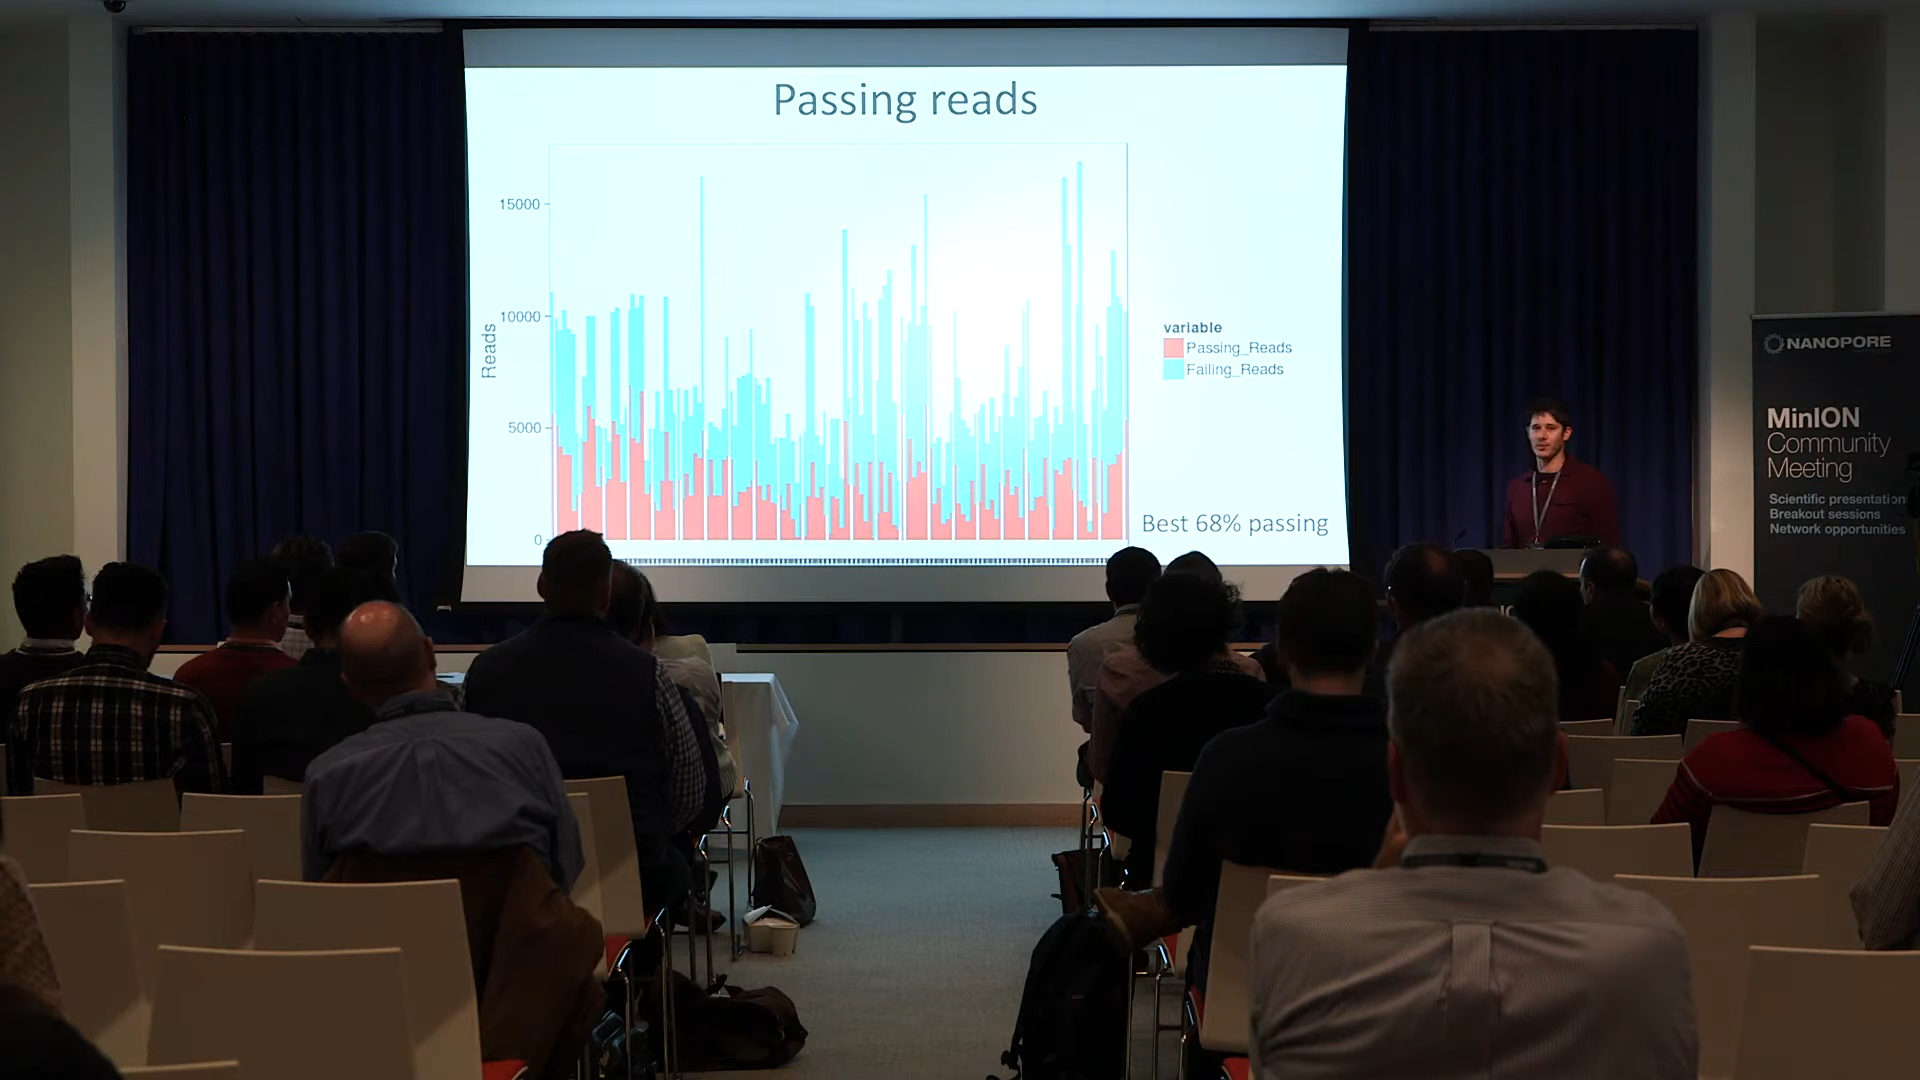 Passing reads
15000
10000
5000
0
Reads
variable
Passing_Reads
Failing_Reads
Best 68% passing
NANOPORE
MinION
Community
Meeting
Scientific presentation
Breakout sessions
Network opportunities